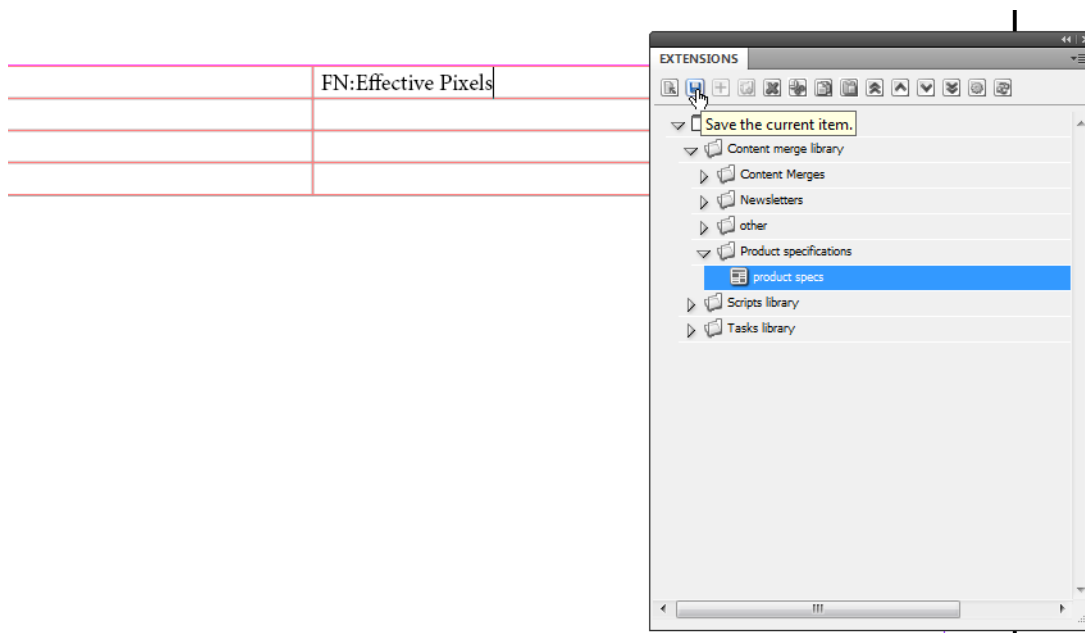 FN:Effective Pixels
EXTENSIONS
Save the current item.
Content merge library
Content Merges
Newsletters
other
Product specifications
product specs
Scripts library
Tasks library